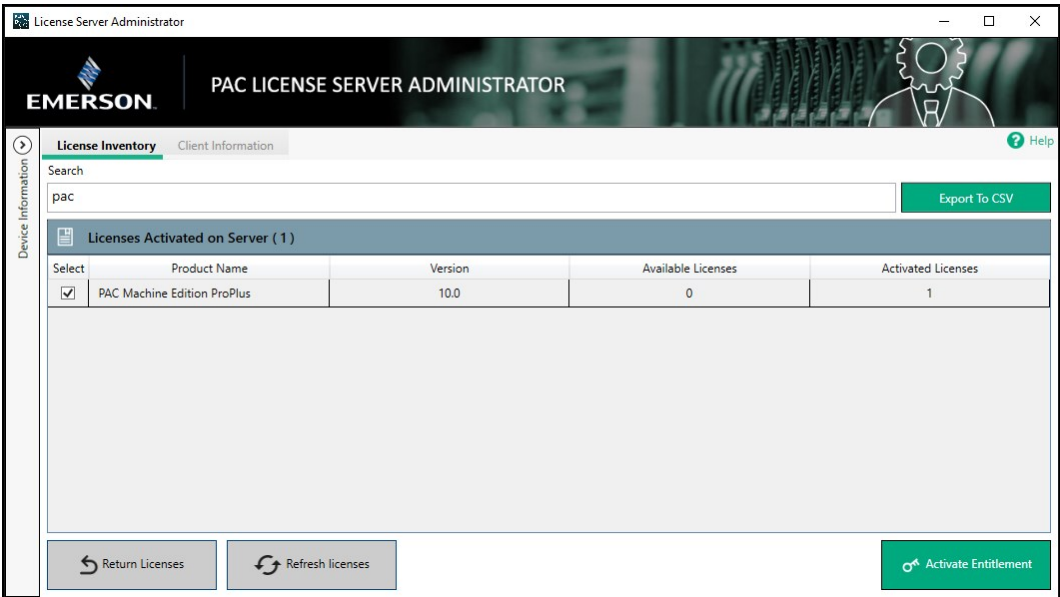 License Server Administrator
EMERSON.
PAC LICENSE SERVER ADMINISTRATOR
Device Information
License Inventory Client Information Help
Search
pac Export To CSV
Licenses Activated on Server ( 1 )
Select Product Name Version Available Licenses Activated Licenses
PAC Machine Edition ProPlus 10.0 0 1
Return Licenses Refresh licenses Activate Entitlement